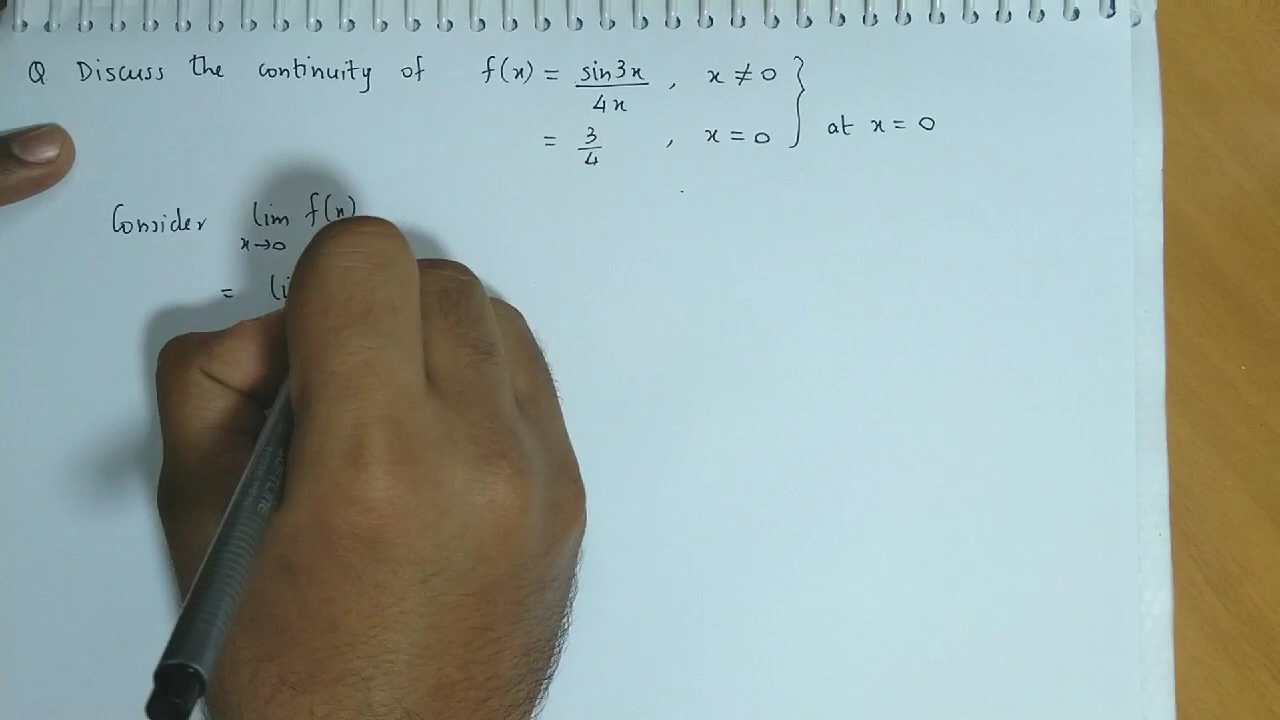 Q Discuss the continuity of f(x) = sin3x/4x , x ≠ 0
= 3/4 , x = 0 } at x = 0
Consider lim x→0 f(x)
=